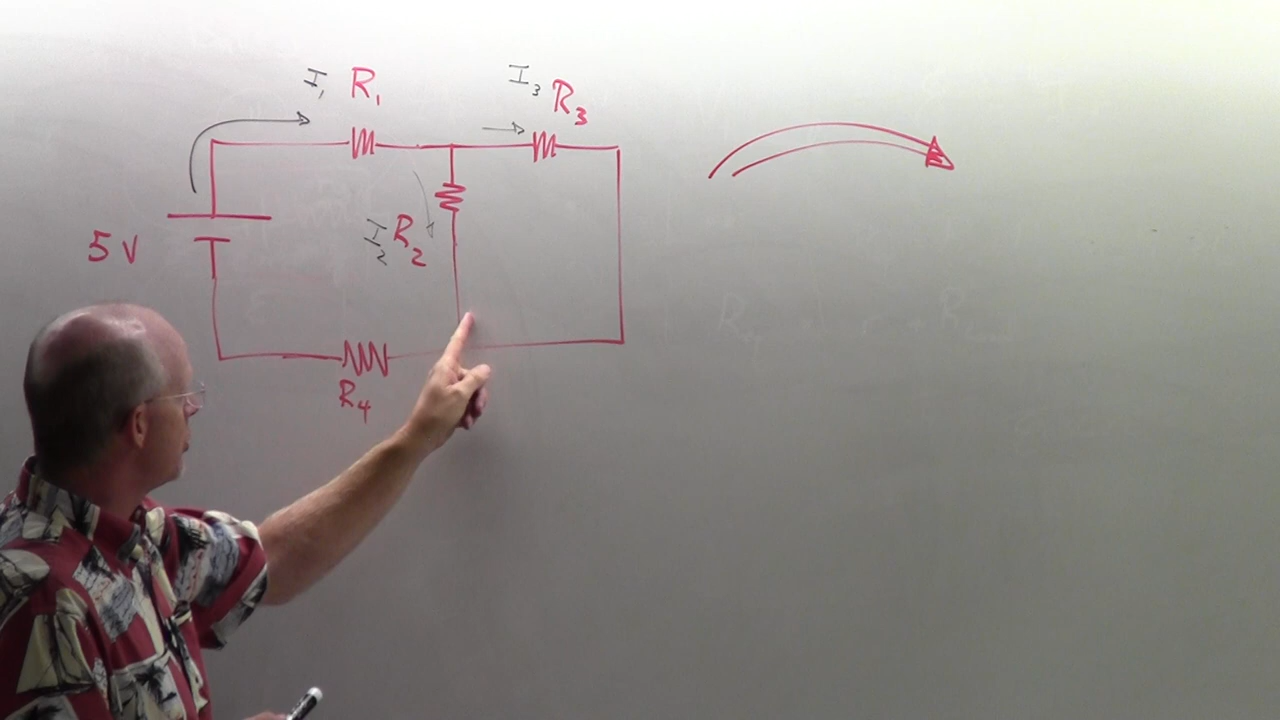 I₁ R₁
I₃ R₃
I₂ R₂
5 V
R₄